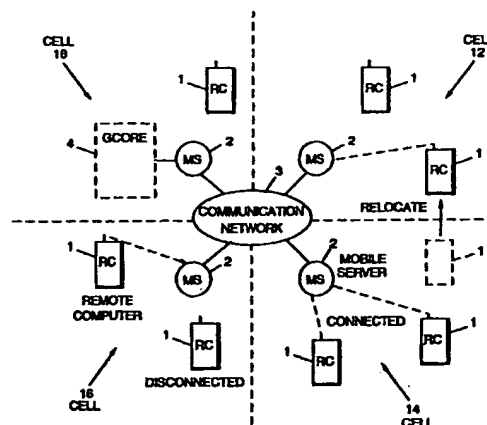 CELL
10
1
RC
1
RC
CELL
12
GCORE
4
MS
2
3
MS
2
1
RC
COMMUNICATION
NETWORK
RELOCATE
1
RC
REMOTE
COMPUTER
MS
2
2
MS
MOBILE
SERVER
1
CONNECTED
1
RC
DISCONNECTED
1
RC
RC
1
16
CELL
14
CELL